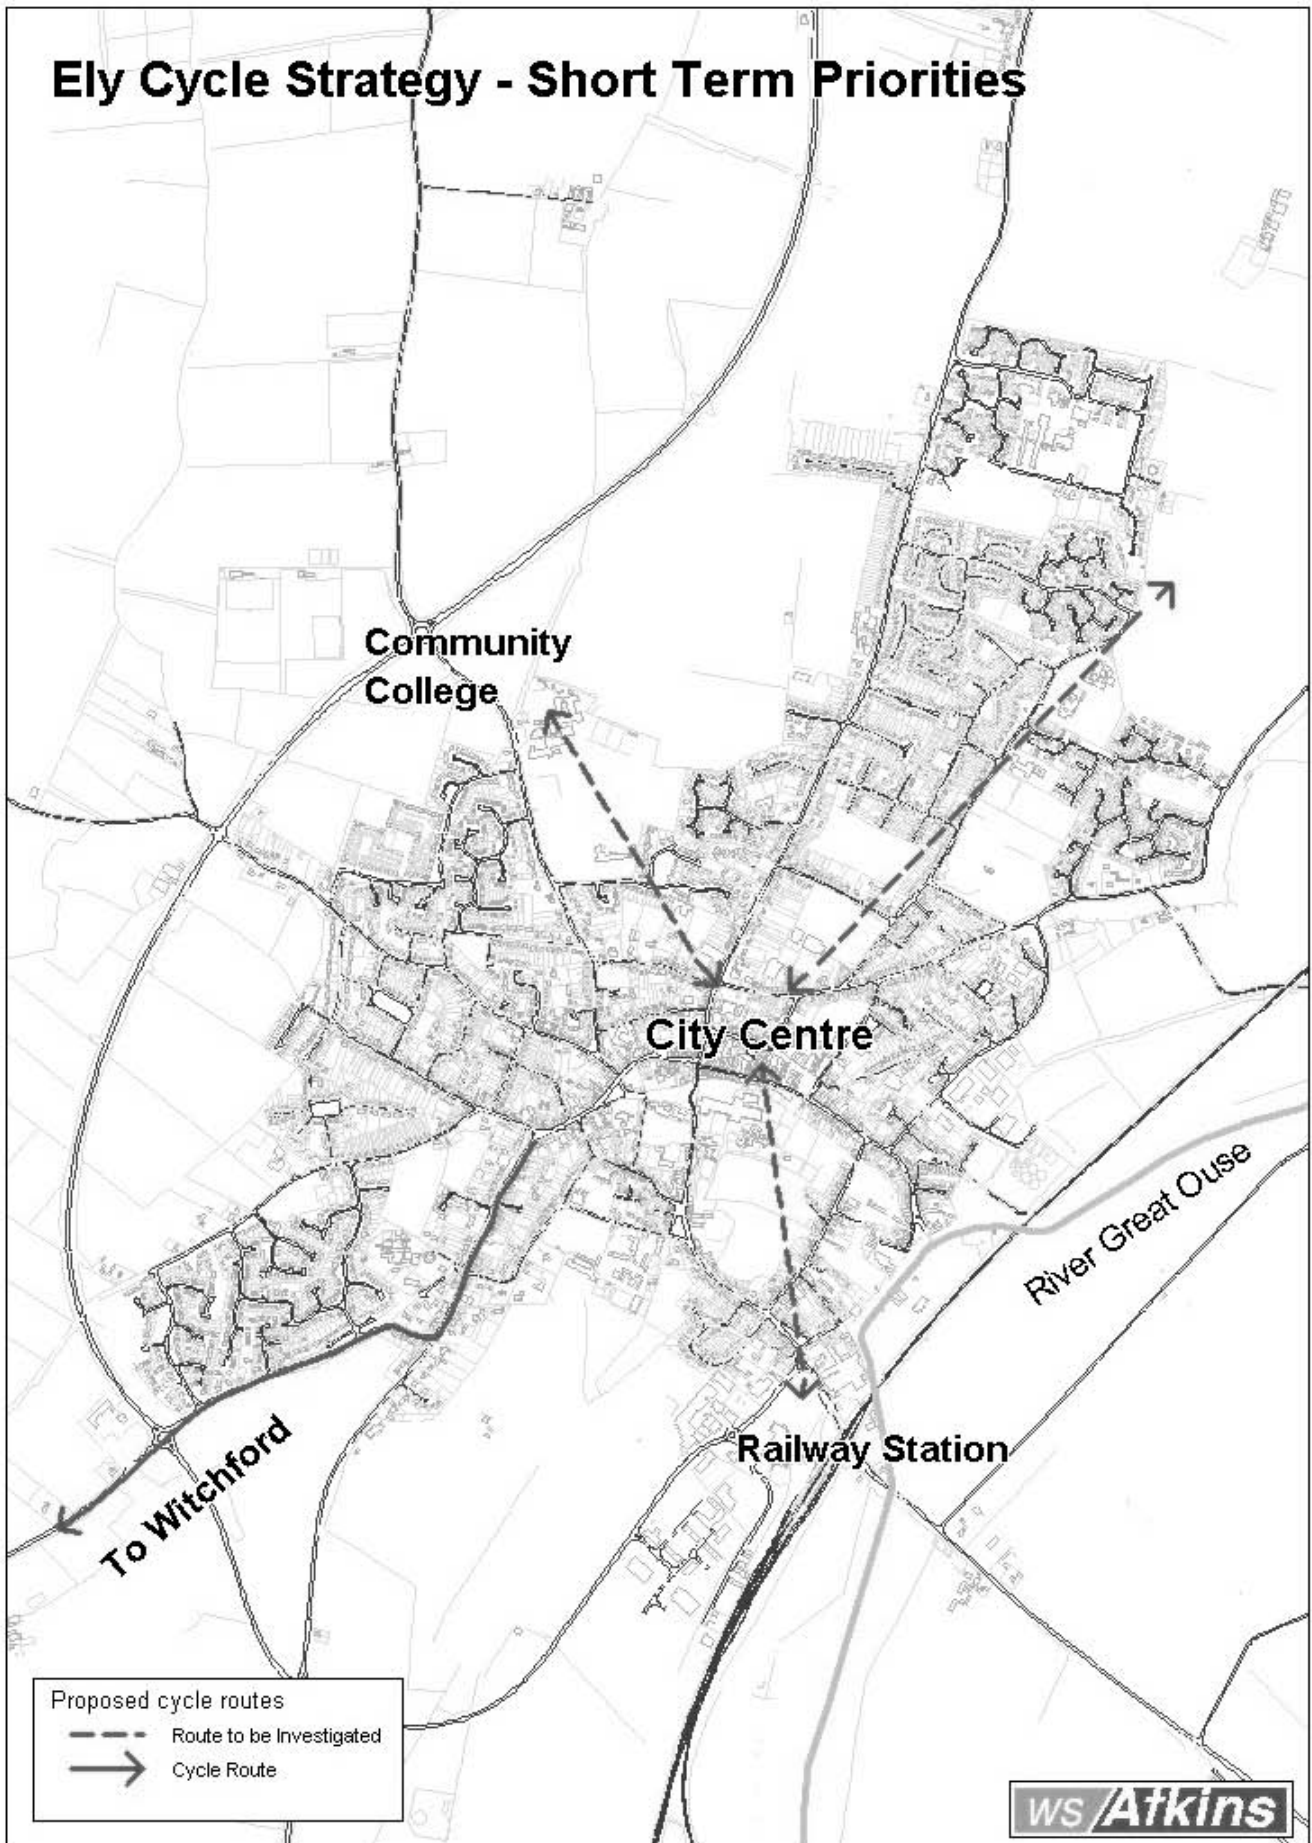 Ely Cycle Strategy - Short Term Priorities
Community
College
City Centre
River Great Ouse
Railway Station
To Witchford
Proposed cycle routes
Route to be Investigated
Cycle Route
WS Atkins